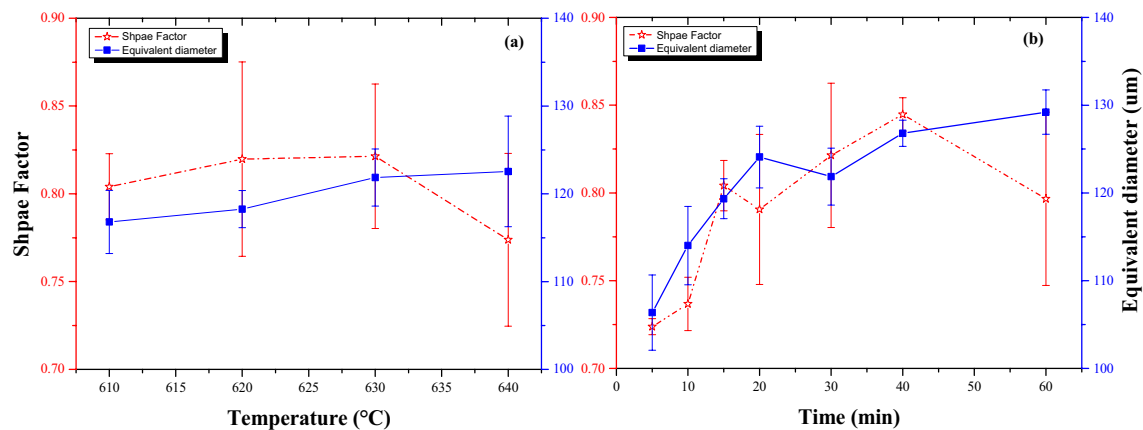 0.90
0.85
0.80
0.75
0.70
Shpae Factor
Shpae Factor
Equivalent diameter
(a)
140
130
120
110
100
610 615 620 625 630 635 640
Temperature (°C)
0.90
0.85
0.80
0.75
0.70
Shpae Factor
Equivalent diameter
(b)
140
130
120
110
100
Equivalent diameter (um)
0 10 20 30 40 50 60
Time (min)